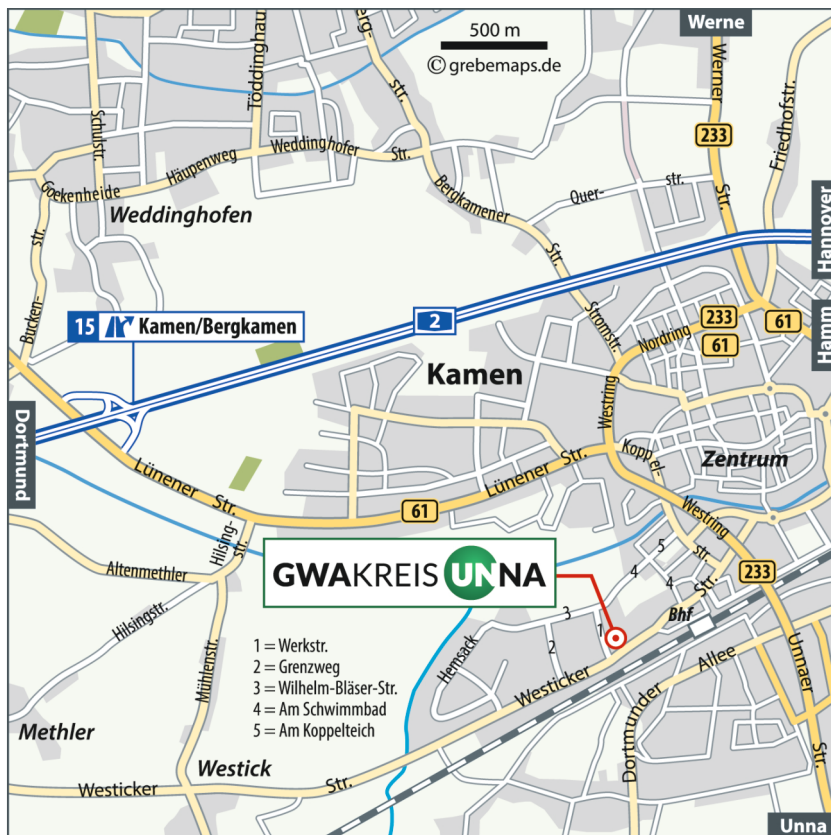 Werne
500 m
© grebemaps.de
Töddinghau
Berg-
str.
Werner
233
Str.
Friedhofstr.
Schulstr.
Weddinghofer
Str.
Häupenweg
Goekenheide
Weddinghofen
Bergkamener
Str.
Quer-
str.
Hannover
Hamm
Bucken-
str.
15 Kamen/Bergkamen
2
Stromstr.
Nordring
233
61
61
Kamen
Westring
Dortmund
Lünener
Str.
Lünener
Str.
61
Koppel-
str.
Zentrum
Westring
233
Hilsing-
str.
Altenmethler
Hilsingstr.
Mühlenstr.
GWAKREIS UNNA
5
4
4
3
1
2
Bhf
Hemsack
Westicker
Str.
1 = Werkstr.
2 = Grenzweg
3 = Wilhelm-Bläser-Str.
4 = Am Schwimmbad
5 = Am Koppelteich
Unnaer
Str.
Dortmunder
Allee
Methler
Westick
Westicker
Str.
Unna